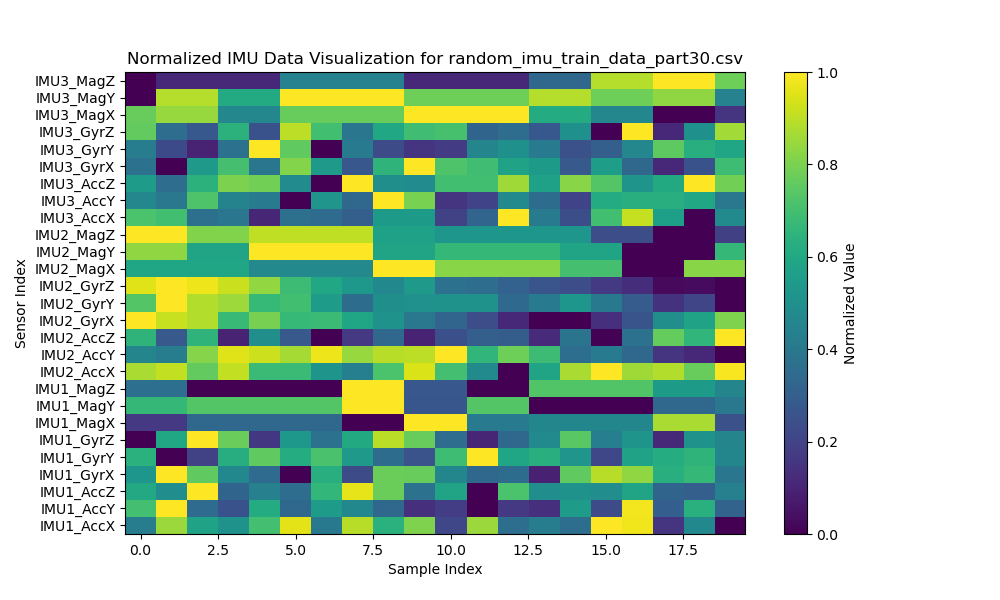 Normalized IMU Data Visualization for random_imu_train_data_part30.csv
IMU3_MagZ
IMU3_MagY
IMU3_MagX
IMU3_GyrZ
IMU3_GyrY
IMU3_GyrX
IMU3_AccZ
IMU3_AccY
IMU3_AccX
IMU2_MagZ
IMU2_MagY
IMU2_MagX
IMU2_GyrZ
IMU2_GyrY
IMU2_GyrX
IMU2_AccZ
IMU2_AccY
IMU2_AccX
IMU1_MagZ
IMU1_MagY
IMU1_MagX
IMU1_GyrZ
IMU1_GyrY
IMU1_GyrX
IMU1_AccZ
IMU1_AccY
IMU1_AccX
Sensor Index
0.0 2.5 5.0 7.5 10.0 12.5 15.0 17.5
Sample Index
1.0
0.8
0.6
0.4
0.2
0.0
Normalized Value